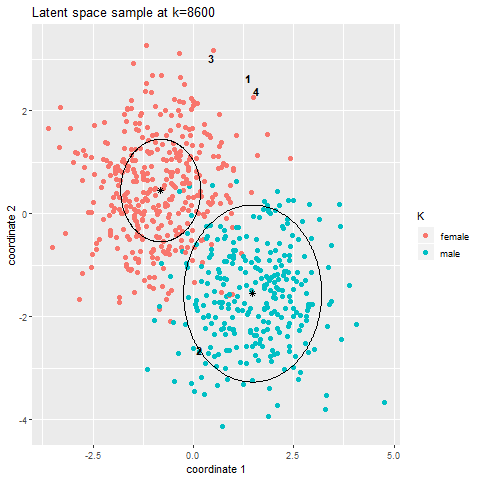 Latent space sample at k=8600
3
1
4
2
coordinate 2
2
0
-2
-4
-2.5
0.0
2.5
5.0
coordinate 1
K
female
male